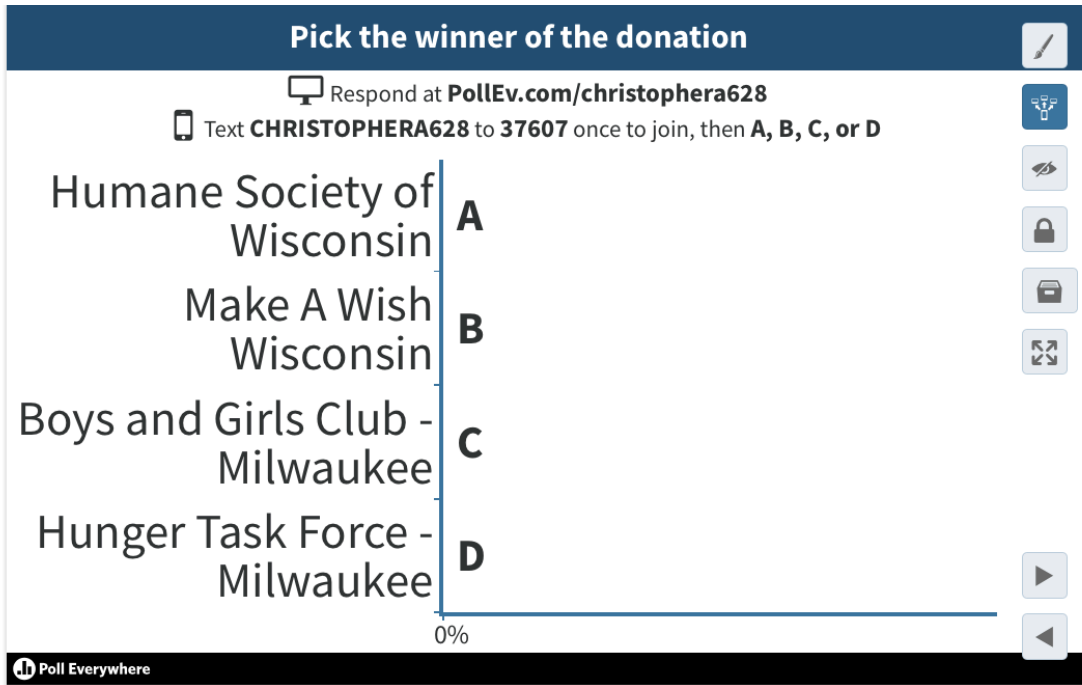 Pick the winner of the donation
Respond at PollEv.com/christophera628
Text CHRISTOPHERA628 to 37607 once to join, then A, B, C, or D
Humane Society of
Wisconsin
A
Make A Wish
Wisconsin
B
Boys and Girls Club -
Milwaukee
C
Hunger Task Force -
Milwaukee
D
0%
Poll Everywhere